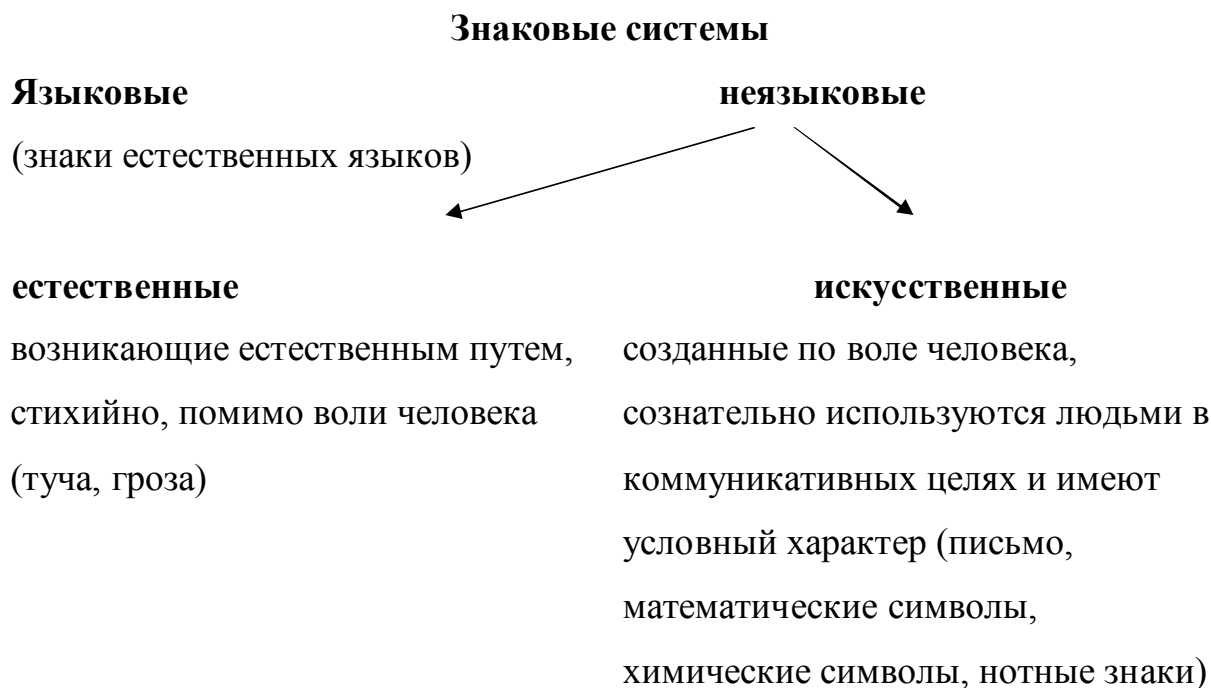 Знаковые системы
Языковые неязыковые
(знаки естественных языков)
естественные искусственные
возникающие естественным путем,
стихийно, помимо воли человека
(туча, гроза)
созданные по воле человека,
сознательно используются людьми в
коммуникативных целях и имеют
условный характер (письмо,
математические символы,
химические символы, нотные знаки)